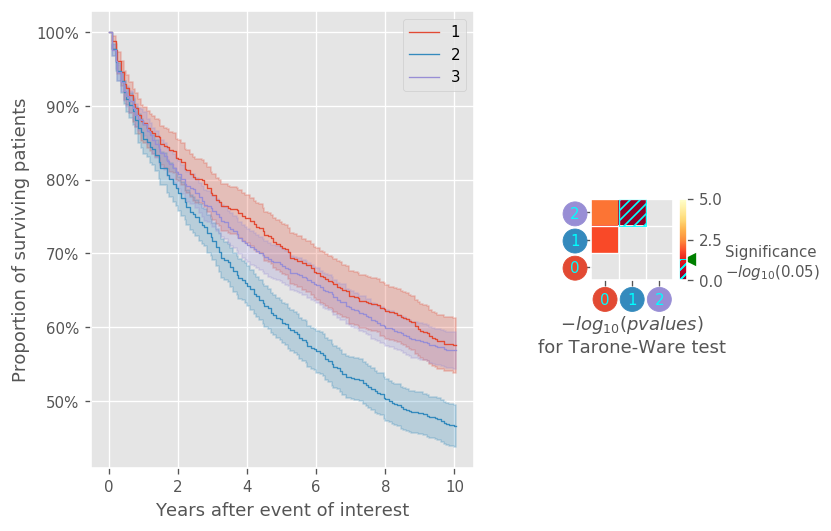 100%
90%
80%
70%
60%
50%
Proportion of surviving patients
0 2 4 6 8 10
Years after event of interest
1
2
3
2
1
0
0 1 2
5.0
2.5
0.0
Significance
−log₁₀(0.05)
−log₁₀(pvalues)
for Tarone-Ware test